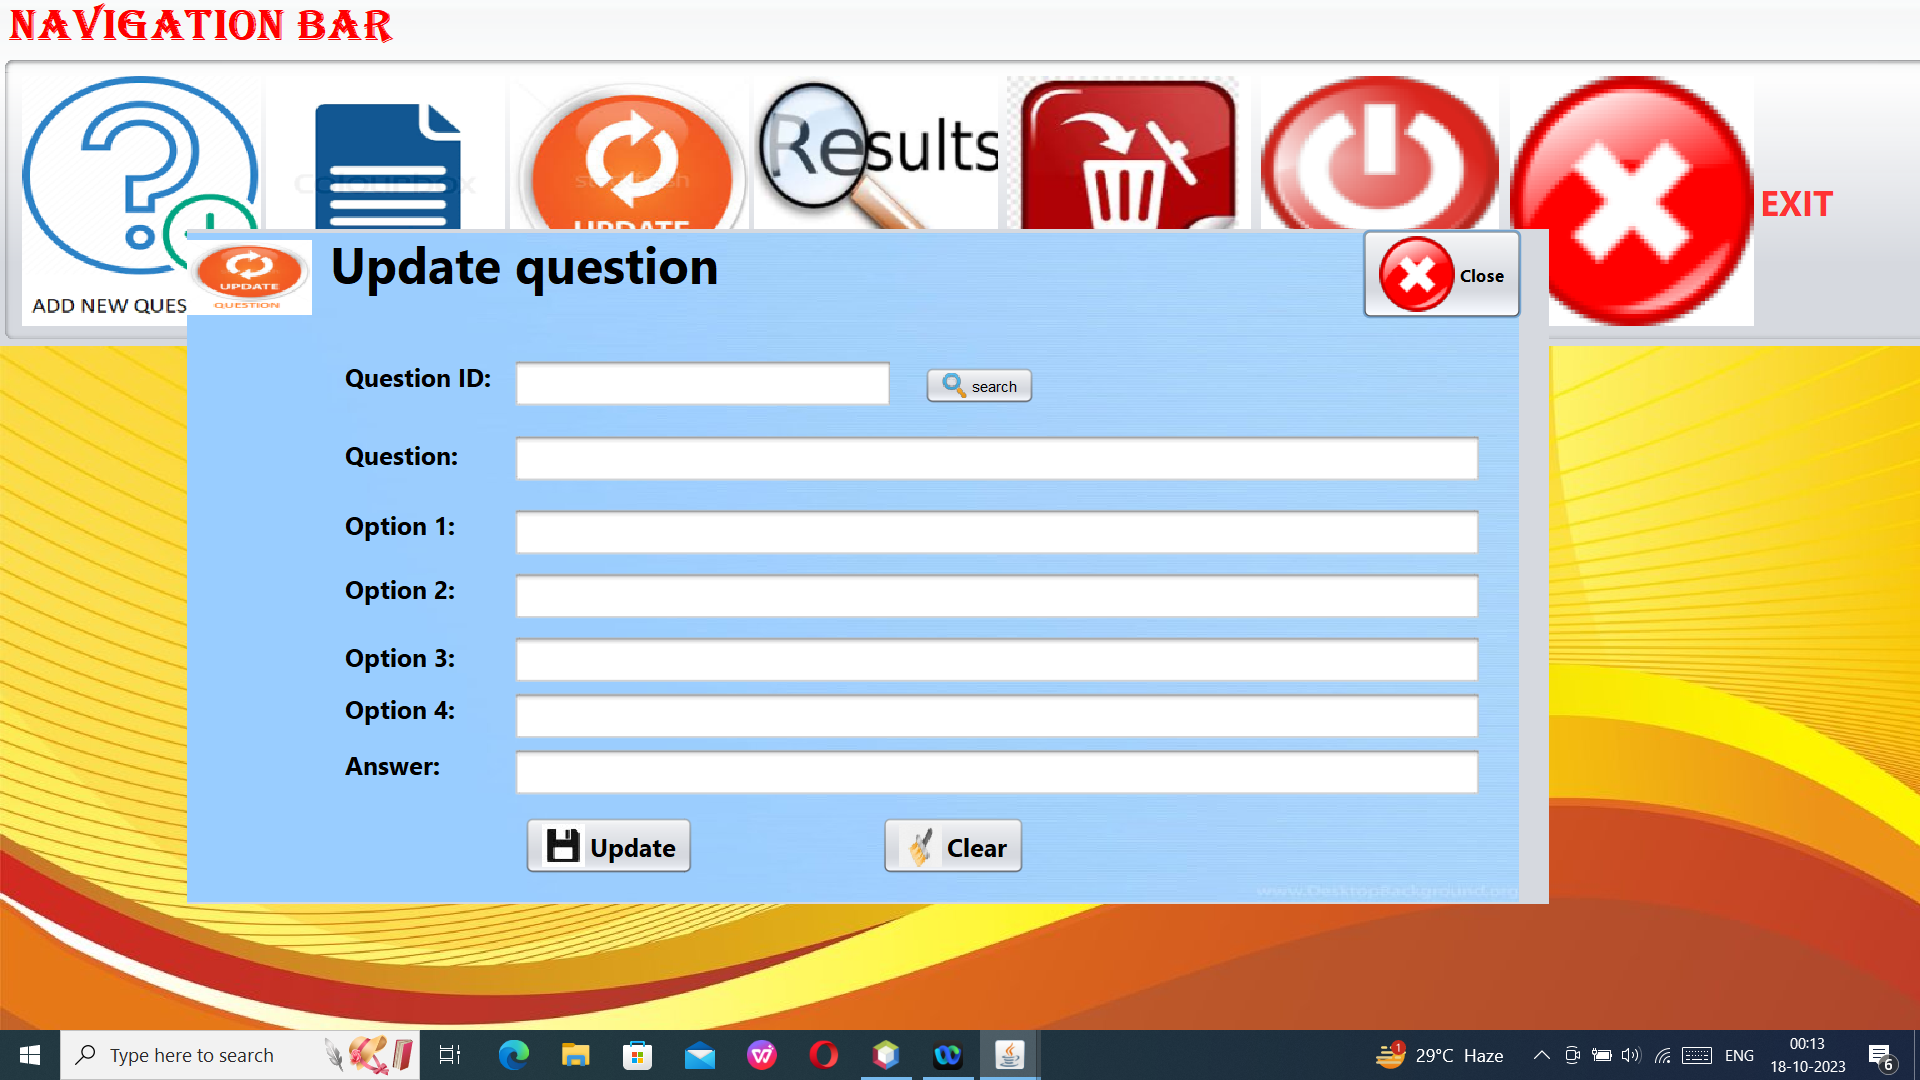 NAVIGATION BAR
Results
UPDATE
EXIT
ADD NEW QUES
UPDATE
QUESTION
Update question
Close
Question ID:
search
Question:
Option 1:
Option 2:
Option 3:
Option 4:
Answer:
Update
Clear
www.DesktopBackground.org
Type here to search
1
29°C Haze
ENG
00:13
18-10-2023
6